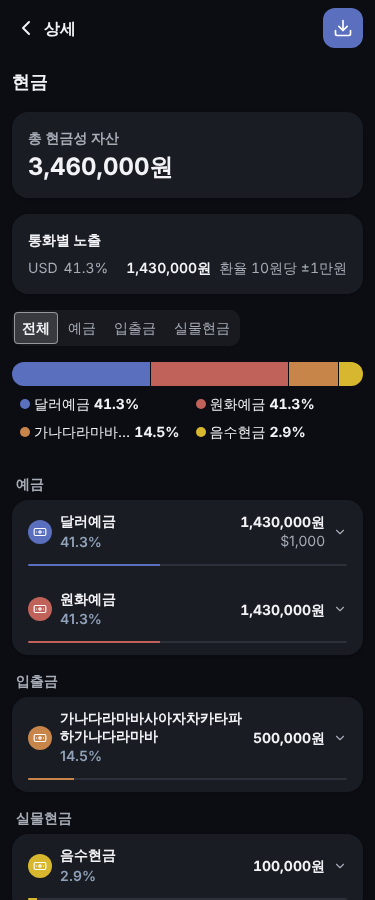 상세
현금
총 현금성 자산
3,460,000원
통화별 노출
USD 41.3% 1,430,000원 환율 10원당 ±1만원
전체 예금 입출금 실물현금
달러예금 41.3% 원화예금 41.3%
가나다라마바... 14.5% 음수현금 2.9%
예금
달러예금 1,430,000원
41.3% $1,000
원화예금
41.3% 1,430,000원
입출금
가나다라마바사아자차카타파
하가나다라마바 500,000원
14.5%
실물현금
음수현금
2.9% 100,000원